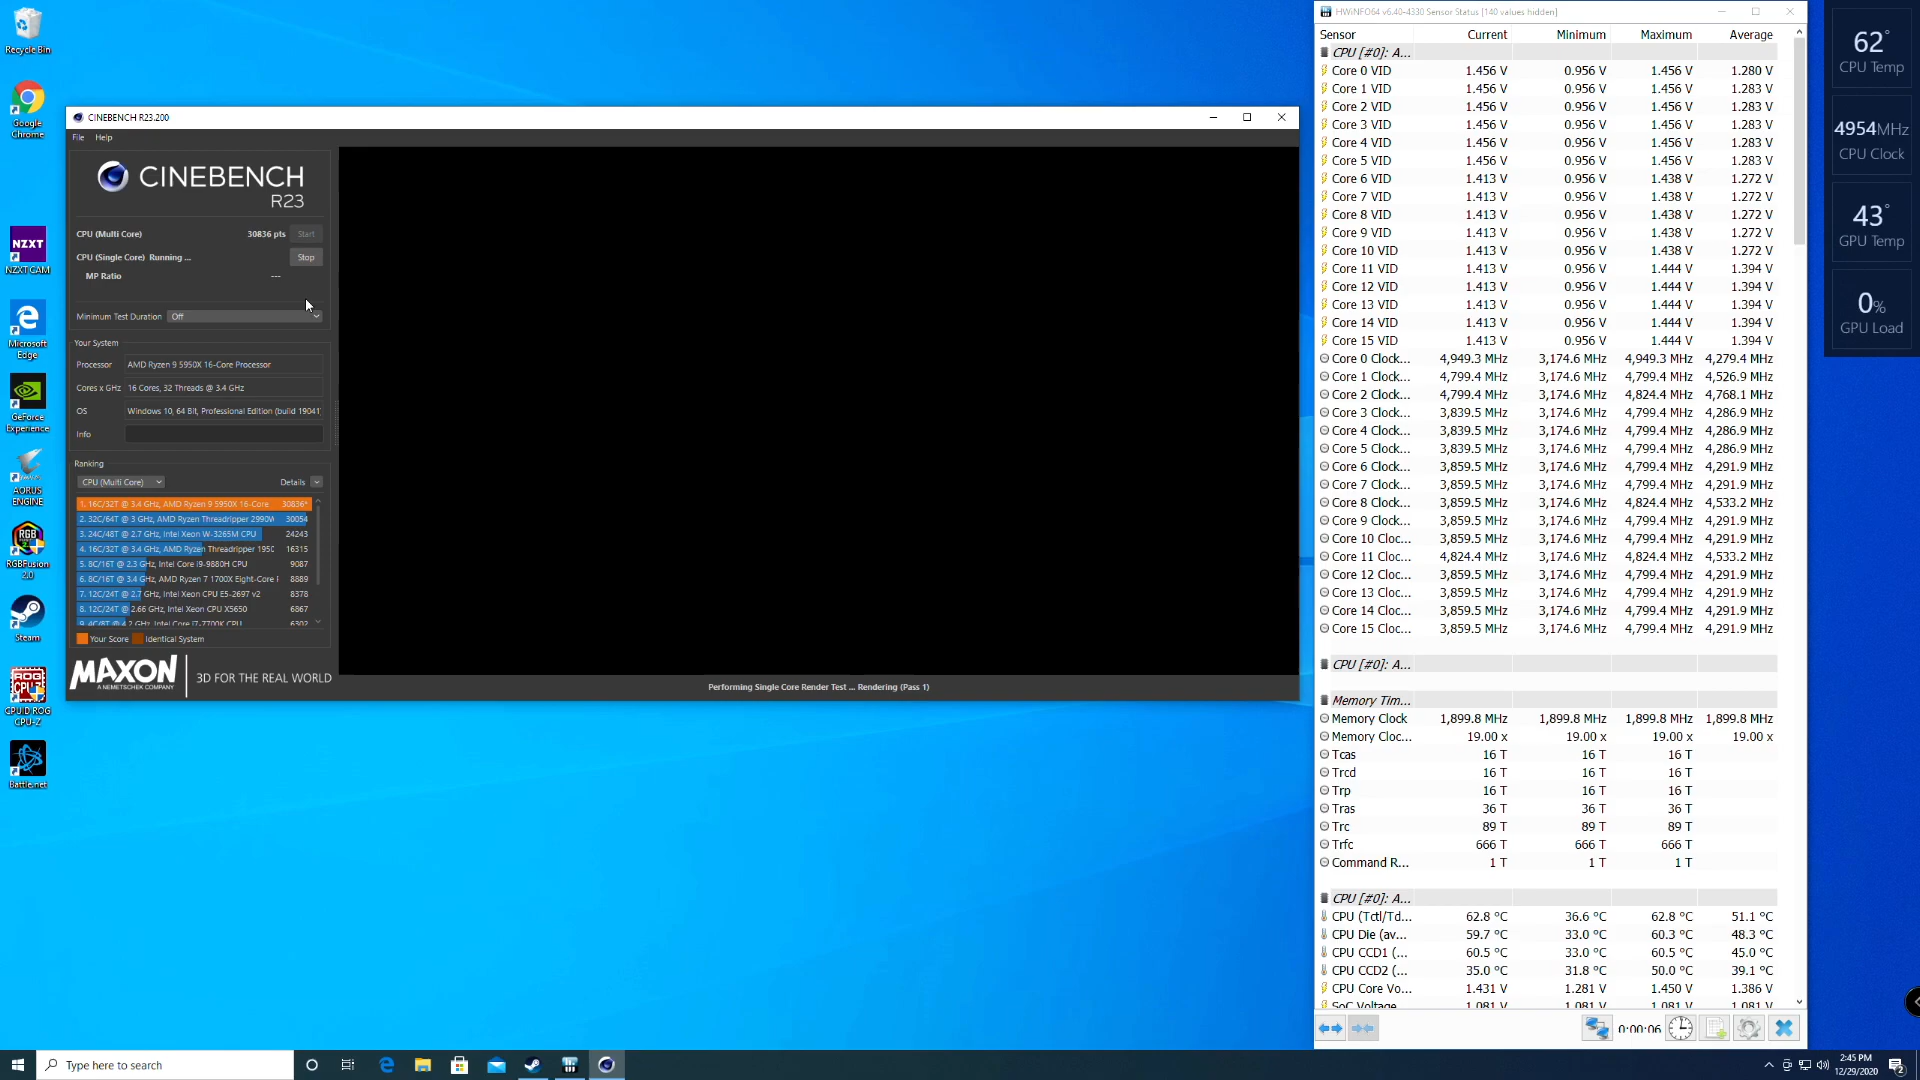 Recycle Bin
Google Chrome
NZXT
NZXT CAM
Microsoft Edge
GeForce Experience
AORUS ENGINE
RGB
RGBFusion 2.0
Steam
ROG CPU
CPUID ROG CPU-Z
Battle.net
CINEBENCH R23.200
File Help
CINEBENCH
R23
CPU (Multi Core) 30836 pts Start
CPU (Single Core) Running ... Stop
MP Ratio ---
Minimum Test Duration Off
Your System
Processor AMD Ryzen 9 5950X 16-Core Processor
Cores x GHz 16 Cores, 32 Threads @ 3.4 GHz
OS Windows 10, 64 Bit, Professional Edition (build 19041)
Info
Ranking
CPU (Multi Core) Details
1. 16C/32T @ 3.4 GHz, AMD Ryzen 9 5950X 16-Core 30836*
2. 32C/64T @ 3 GHz, AMD Ryzen Threadripper 2990W 30054
3. 24C/48T @ 2.7 GHz, Intel Xeon W-3265M CPU 24243
4. 16C/32T @ 3.4 GHz, AMD Ryzen Threadripper 1950 16315
5. 8C/16T @ 2.3 GHz, Intel Core i9-9880H CPU 9087
6. 8C/16T @ 3.4 GHz, AMD Ryzen 7 1700X Eight-Core 8889
7. 12C/24T @ 2.7 GHz, Intel Xeon CPU E5-2697 v2 8378
8. 12C/24T @ 2.66 GHz, Intel Xeon CPU X5650 6867
9. 4C/8T @ 4.2 GHz, Intel Core i7-7700K CPU 6302
Your Score Identical System
MAXON 3D FOR THE REAL WORLD
A NEMETSCHEK COMPANY
Performing Single Core Render Test ... Rendering (Pass 1)
HWiNFO64 v6.40-4330 Sensor Status [140 values hidden]
Sensor Current Minimum Maximum Average
CPU [#0]: A...
Core 0 VID 1.456 V 0.956 V 1.456 V 1.280 V
Core 1 VID 1.456 V 0.956 V 1.456 V 1.283 V
Core 2 VID 1.456 V 0.956 V 1.456 V 1.283 V
Core 3 VID 1.456 V 0.956 V 1.456 V 1.283 V
Core 4 VID 1.456 V 0.956 V 1.456 V 1.283 V
Core 5 VID 1.456 V 0.956 V 1.456 V 1.283 V
Core 6 VID 1.413 V 0.956 V 1.438 V 1.272 V
Core 7 VID 1.413 V 0.956 V 1.438 V 1.272 V
Core 8 VID 1.413 V 0.956 V 1.438 V 1.272 V
Core 9 VID 1.413 V 0.956 V 1.438 V 1.272 V
Core 10 VID 1.413 V 0.956 V 1.438 V 1.272 V
Core 11 VID 1.413 V 0.956 V 1.444 V 1.394 V
Core 12 VID 1.413 V 0.956 V 1.444 V 1.394 V
Core 13 VID 1.413 V 0.956 V 1.444 V 1.394 V
Core 14 VID 1.413 V 0.956 V 1.444 V 1.394 V
Core 15 VID 1.413 V 0.956 V 1.444 V 1.394 V
Core 0 Clock... 4,949.3 MHz 3,174.6 MHz 4,949.3 MHz 4,279.4 MHz
Core 1 Clock... 4,799.4 MHz 3,174.6 MHz 4,799.4 MHz 4,526.9 MHz
Core 2 Clock... 4,799.4 MHz 3,174.6 MHz 4,824.4 MHz 4,768.1 MHz
Core 3 Clock... 3,839.5 MHz 3,174.6 MHz 4,799.4 MHz 4,286.9 MHz
Core 4 Clock... 3,839.5 MHz 3,174.6 MHz 4,799.4 MHz 4,286.9 MHz
Core 5 Clock... 3,839.5 MHz 3,174.6 MHz 4,799.4 MHz 4,286.9 MHz
Core 6 Clock... 3,859.5 MHz 3,174.6 MHz 4,799.4 MHz 4,291.9 MHz
Core 7 Clock... 3,859.5 MHz 3,174.6 MHz 4,799.4 MHz 4,291.9 MHz
Core 8 Clock... 3,859.5 MHz 3,174.6 MHz 4,824.4 MHz 4,533.2 MHz
Core 9 Clock... 3,859.5 MHz 3,174.6 MHz 4,799.4 MHz 4,291.9 MHz
Core 10 Cloc... 3,859.5 MHz 3,174.6 MHz 4,799.4 MHz 4,291.9 MHz
Core 11 Cloc... 4,824.4 MHz 3,174.6 MHz 4,824.4 MHz 4,533.2 MHz
Core 12 Cloc... 3,859.5 MHz 3,174.6 MHz 4,799.4 MHz 4,291.9 MHz
Core 13 Cloc... 3,859.5 MHz 3,174.6 MHz 4,799.4 MHz 4,291.9 MHz
Core 14 Cloc... 3,859.5 MHz 3,174.6 MHz 4,799.4 MHz 4,291.9 MHz
Core 15 Cloc... 3,859.5 MHz 3,174.6 MHz 4,799.4 MHz 4,291.9 MHz
CPU [#0]: A...
Memory Tim...
Memory Clock 1,899.8 MHz 1,899.8 MHz 1,899.8 MHz 1,899.8 MHz
Memory Cloc... 19.00 x 19.00 x 19.00 x 19.00 x
Tcas 16 T 16 T 16 T
Trcd 16 T 16 T 16 T
Trp 16 T 16 T 16 T
Tras 36 T 36 T 36 T
Trc 89 T 89 T 89 T
Trfc 666 T 666 T 666 T
Command R... 1 T 1 T 1 T
CPU [#0]: A...
CPU (Tctl/Td... 62.8 °C 36.6 °C 62.8 °C 51.1 °C
CPU Die (av... 59.7 °C 33.0 °C 60.3 °C 48.3 °C
CPU CCD1 (... 60.5 °C 33.0 °C 60.5 °C 45.0 °C
CPU CCD2 (... 35.0 °C 31.8 °C 50.0 °C 39.1 °C
CPU Core Vo... 1.431 V 1.281 V 1.450 V 1.386 V
SoC Voltage 1.081 V 1.081 V 1.081 V 1.081 V
0:00:06
62°
CPU Temp
4954MHz
CPU Clock
43°
GPU Temp
0%
GPU Load
Type here to search
2:45 PM
12/29/2020
2